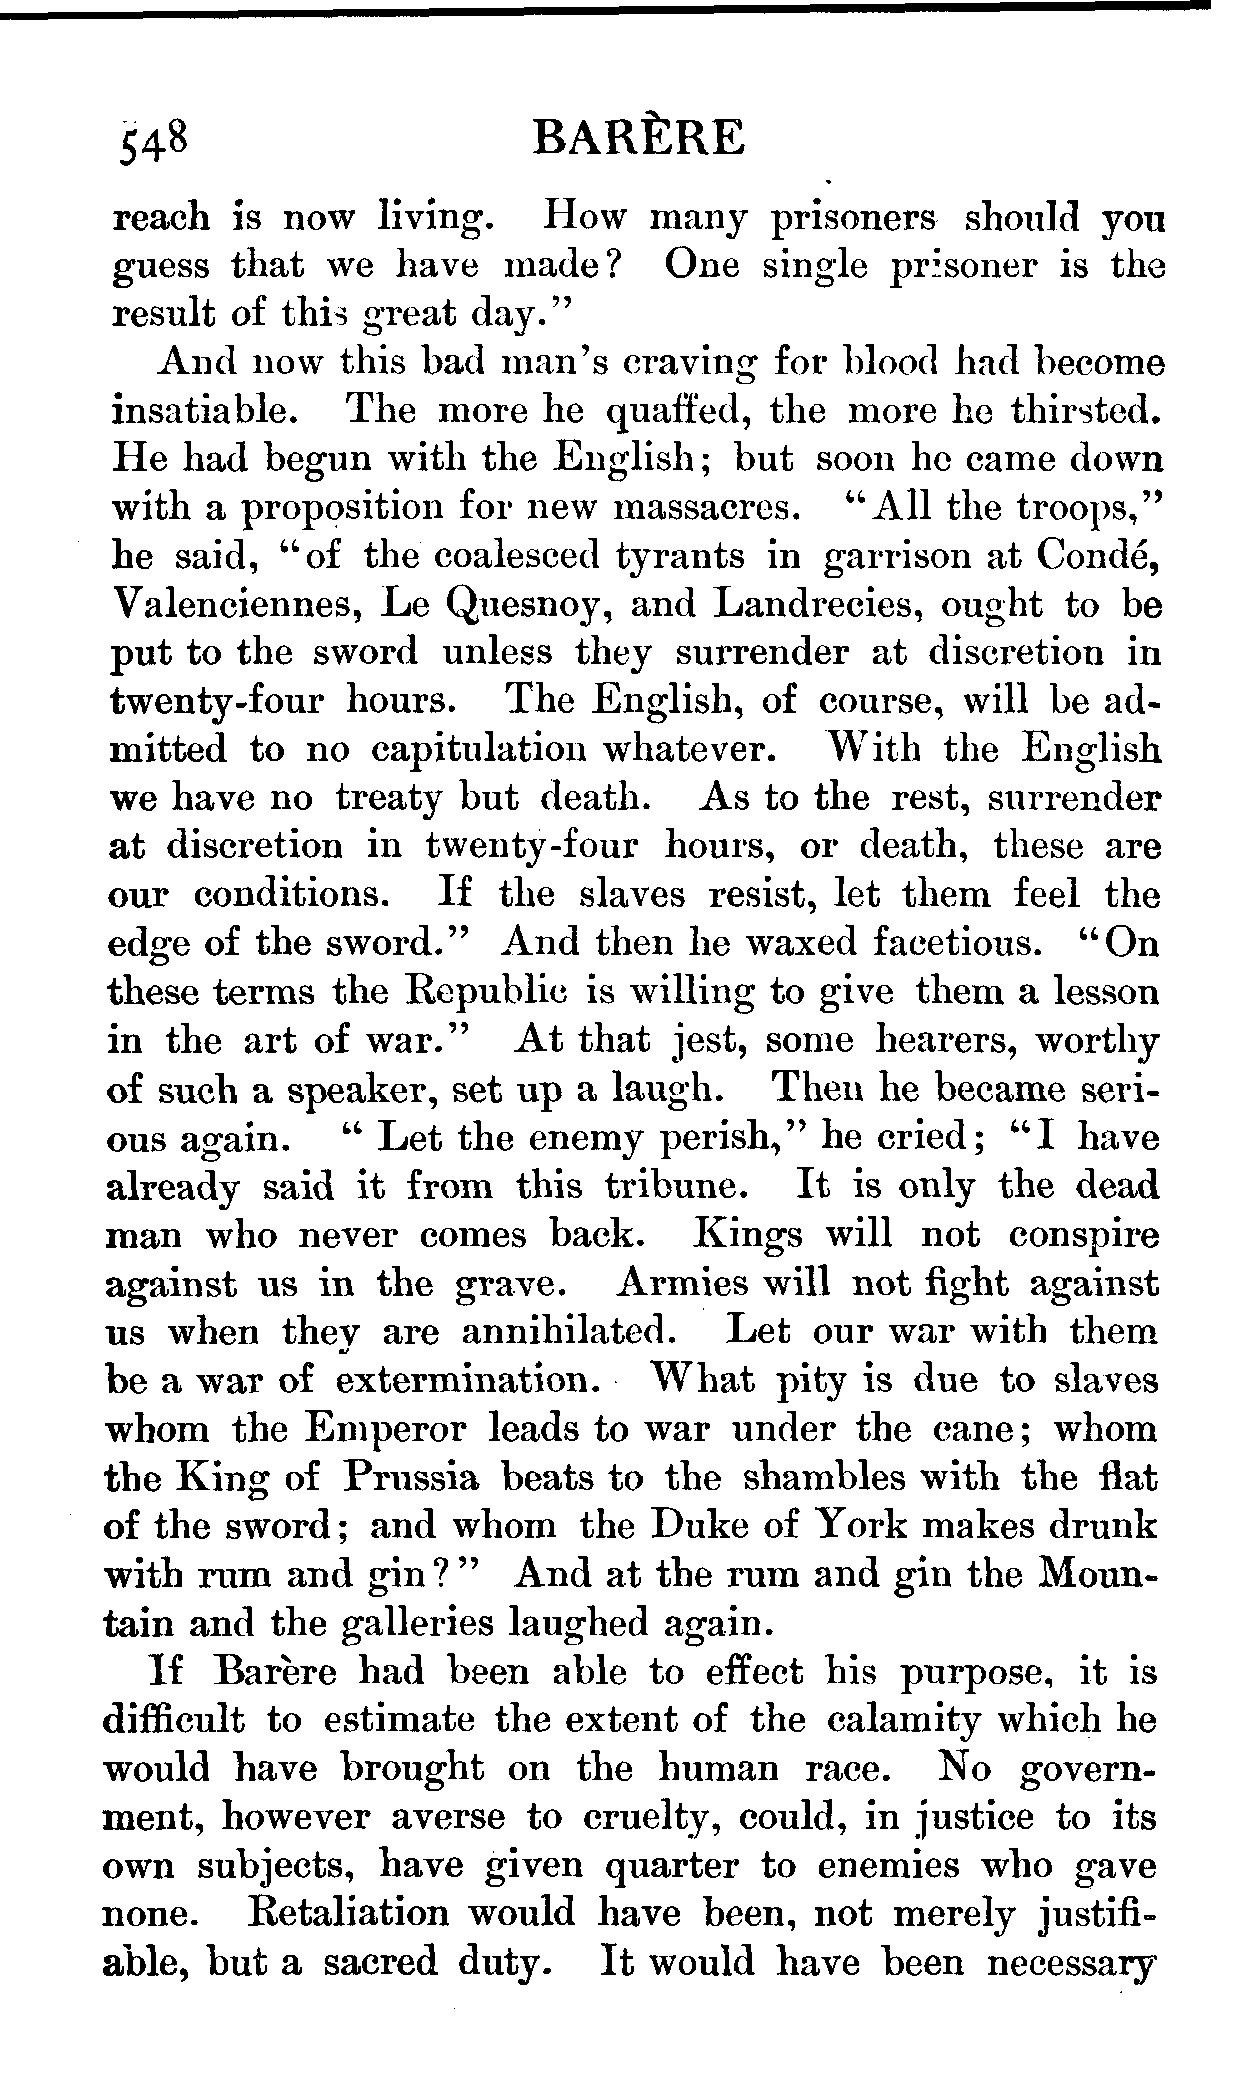 548 BARÈRE
reach is now living. How many prisoners should you
guess that we have made? One single prisoner is the
result of this great day."
And now this bad man's craving for blood had become
insatiable. The more he quaffed, the more he thirsted.
He had begun with the English; but soon he came down
with a proposition for new massacres. "All the troops,"
he said, "of the coalesced tyrants in garrison at Condé,
Valenciennes, Le Quesnoy, and Landrecies, ought to be
put to the sword unless they surrender at discretion in
twenty-four hours. The English, of course, will be ad-
mitted to no capitulation whatever. With the English
we have no treaty but death. As to the rest, surrender
at discretion in twenty-four hours, or death, these are
our conditions. If the slaves resist, let them feel the
edge of the sword." And then he waxed facetious. "On
these terms the Republic is willing to give them a lesson
in the art of war." At that jest, some hearers, worthy
of such a speaker, set up a laugh. Then he became seri-
ous again. "Let the enemy perish," he cried; "I have
already said it from this tribune. It is only the dead
man who never comes back. Kings will not conspire
against us in the grave. Armies will not fight against
us when they are annihilated. Let our war with them
be a war of extermination. What pity is due to slaves
whom the Emperor leads to war under the cane; whom
the King of Prussia beats to the shambles with the flat
of the sword; and whom the Duke of York makes drunk
with rum and gin?" And at the rum and gin the Moun-
tain and the galleries laughed again.
If Barère had been able to effect his purpose, it is
difficult to estimate the extent of the calamity which he
would have brought on the human race. No govern-
ment, however averse to cruelty, could, in justice to its
own subjects, have given quarter to enemies who gave
none. Retaliation would have been, not merely justifi-
able, but a sacred duty. It would have been necessary